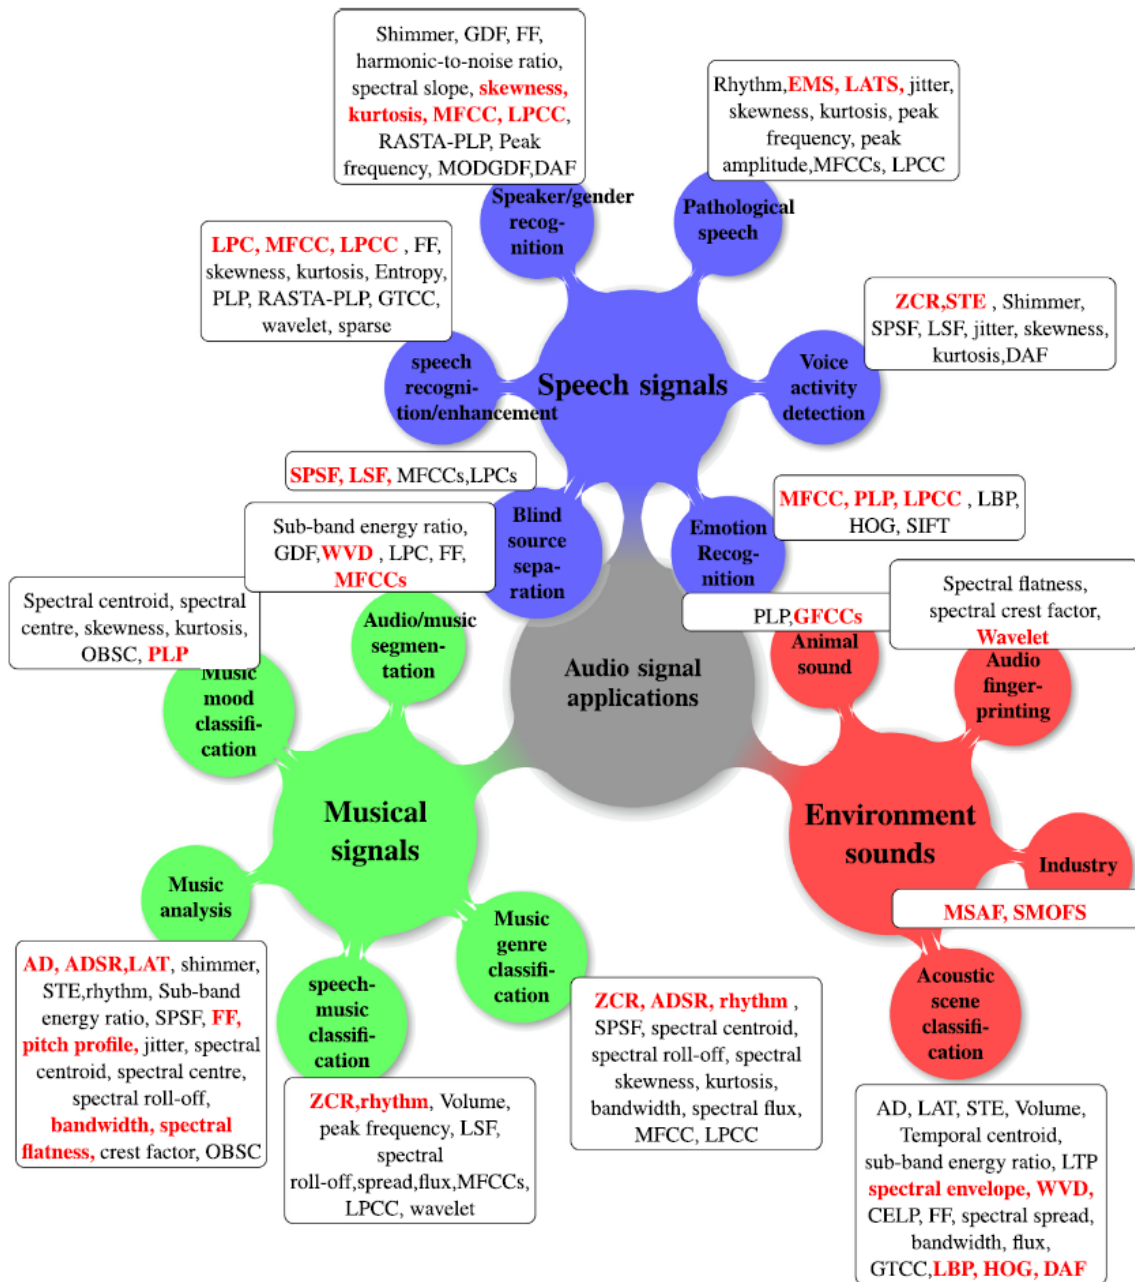 Shimmer, GDF, FF,
harmonic-to-noise ratio,
spectral slope, skewness,
kurtosis, MFCC, LPCC,
RASTA-PLP, Peak
frequency, MODGDF,DAF
Speaker/gender
recog-
nition
Rhythm,EMS, LATS, jitter,
skewness, kurtosis, peak
frequency, peak
amplitude,MFCCs, LPCC
Pathological
speech
LPC, MFCC, LPCC , FF,
skewness, kurtosis, Entropy,
PLP, RASTA-PLP, GTCC,
wavelet, sparse
speech
recogni-
tion/enhancement
Speech signals
ZCR,STE , Shimmer,
SPSF, LSF, jitter, skewness,
kurtosis,DAF
Voice
activity
detection
SPSF, LSF, MFCCs,LPCs
Blind
source
sepa-
ration
MFCC, PLP, LPCC , LBP,
HOG, SIFT
Emotion
Recog-
nition
Sub-band energy ratio,
GDF,WVD , LPC, FF,
MFCCs
Audio/music
segmen-
tation
Spectral centroid, spectral
centre, skewness, kurtosis,
OBSC, PLP
Music
mood
classifi-
cation
Audio signal
applications
PLP,GFCCs
Animal
sound
Spectral flatness,
spectral crest factor,
Wavelet
Audio
finger-
printing
Musical
signals
Environment
sounds
Industry
MSAF, SMOFS
Music
analysis
AD, ADSR,LAT, shimmer,
STE,rhythm, Sub-band
energy ratio, SPSF, FF,
pitch profile, jitter, spectral
centroid, spectral centre,
spectral roll-off,
bandwidth, spectral
flatness, crest factor, OBSC
speech-
music
classifi-
cation
ZCR,rhythm, Volume,
peak frequency, LSF,
spectral
roll-off,spread,flux,MFCCs,
LPCC, wavelet
Music
genre
classifi-
cation
ZCR, ADSR, rhythm ,
SPSF, spectral centroid,
spectral roll-off, spectral
skewness, kurtosis,
bandwidth, spectral flux,
MFCC, LPCC
Acoustic
scene
classifi-
cation
AD, LAT, STE, Volume,
Temporal centroid,
sub-band energy ratio, LTP
spectral envelope, WVD,
CELP, FF, spectral spread,
bandwidth, flux,
GTCC,LBP, HOG, DAF